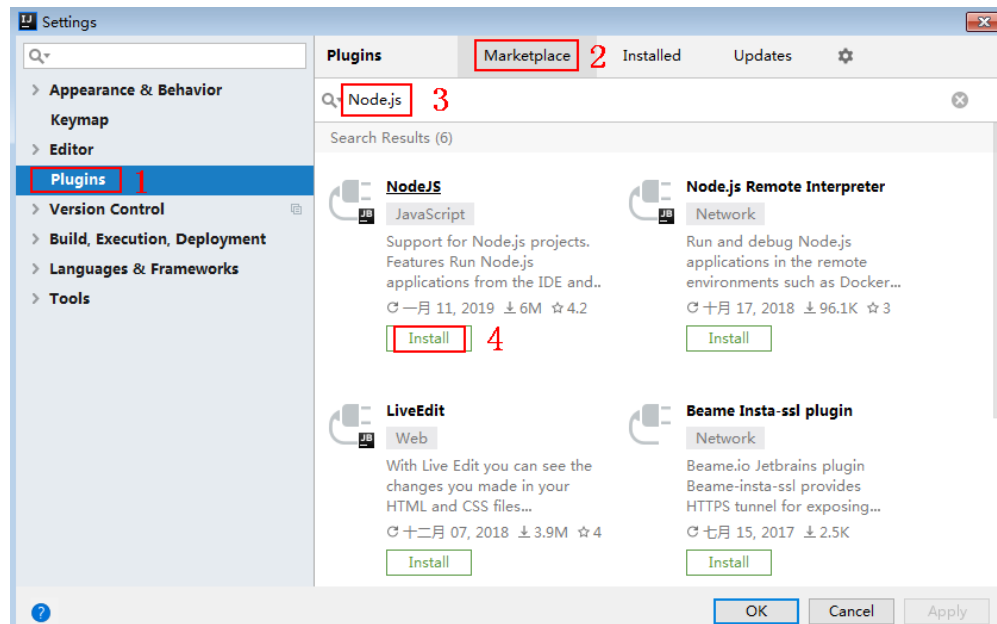 Settings
Plugins Marketplace 2 Installed Updates
Appearance & Behavior
Keymap
Editor
Plugins 1
Version Control
Build, Execution, Deployment
Languages & Frameworks
Tools
Node.js 3
Search Results (6)
NodeJS
JB
JavaScript
Support for Node.js projects.
Features Run Node.js
applications from the IDE and..
一月 11, 2019 6M 4.2
Install 4
Node.js Remote Interpreter
JB
Network
Run and debug Node.js
applications in the remote
environments such as Docker...
十月 17, 2018 96.1K 3
Install
LiveEdit
JB
Web
With Live Edit you can see the
changes you made in your
HTML and CSS files...
十二月 07, 2018 3.9M 4
Install
Beame Insta-ssl plugin
Network
Beame.io Jetbrains plugin
Beame-insta-ssl provides
HTTPS tunnel for exposing...
七月 15, 2017 2.5K
Install
?
OK Cancel Apply